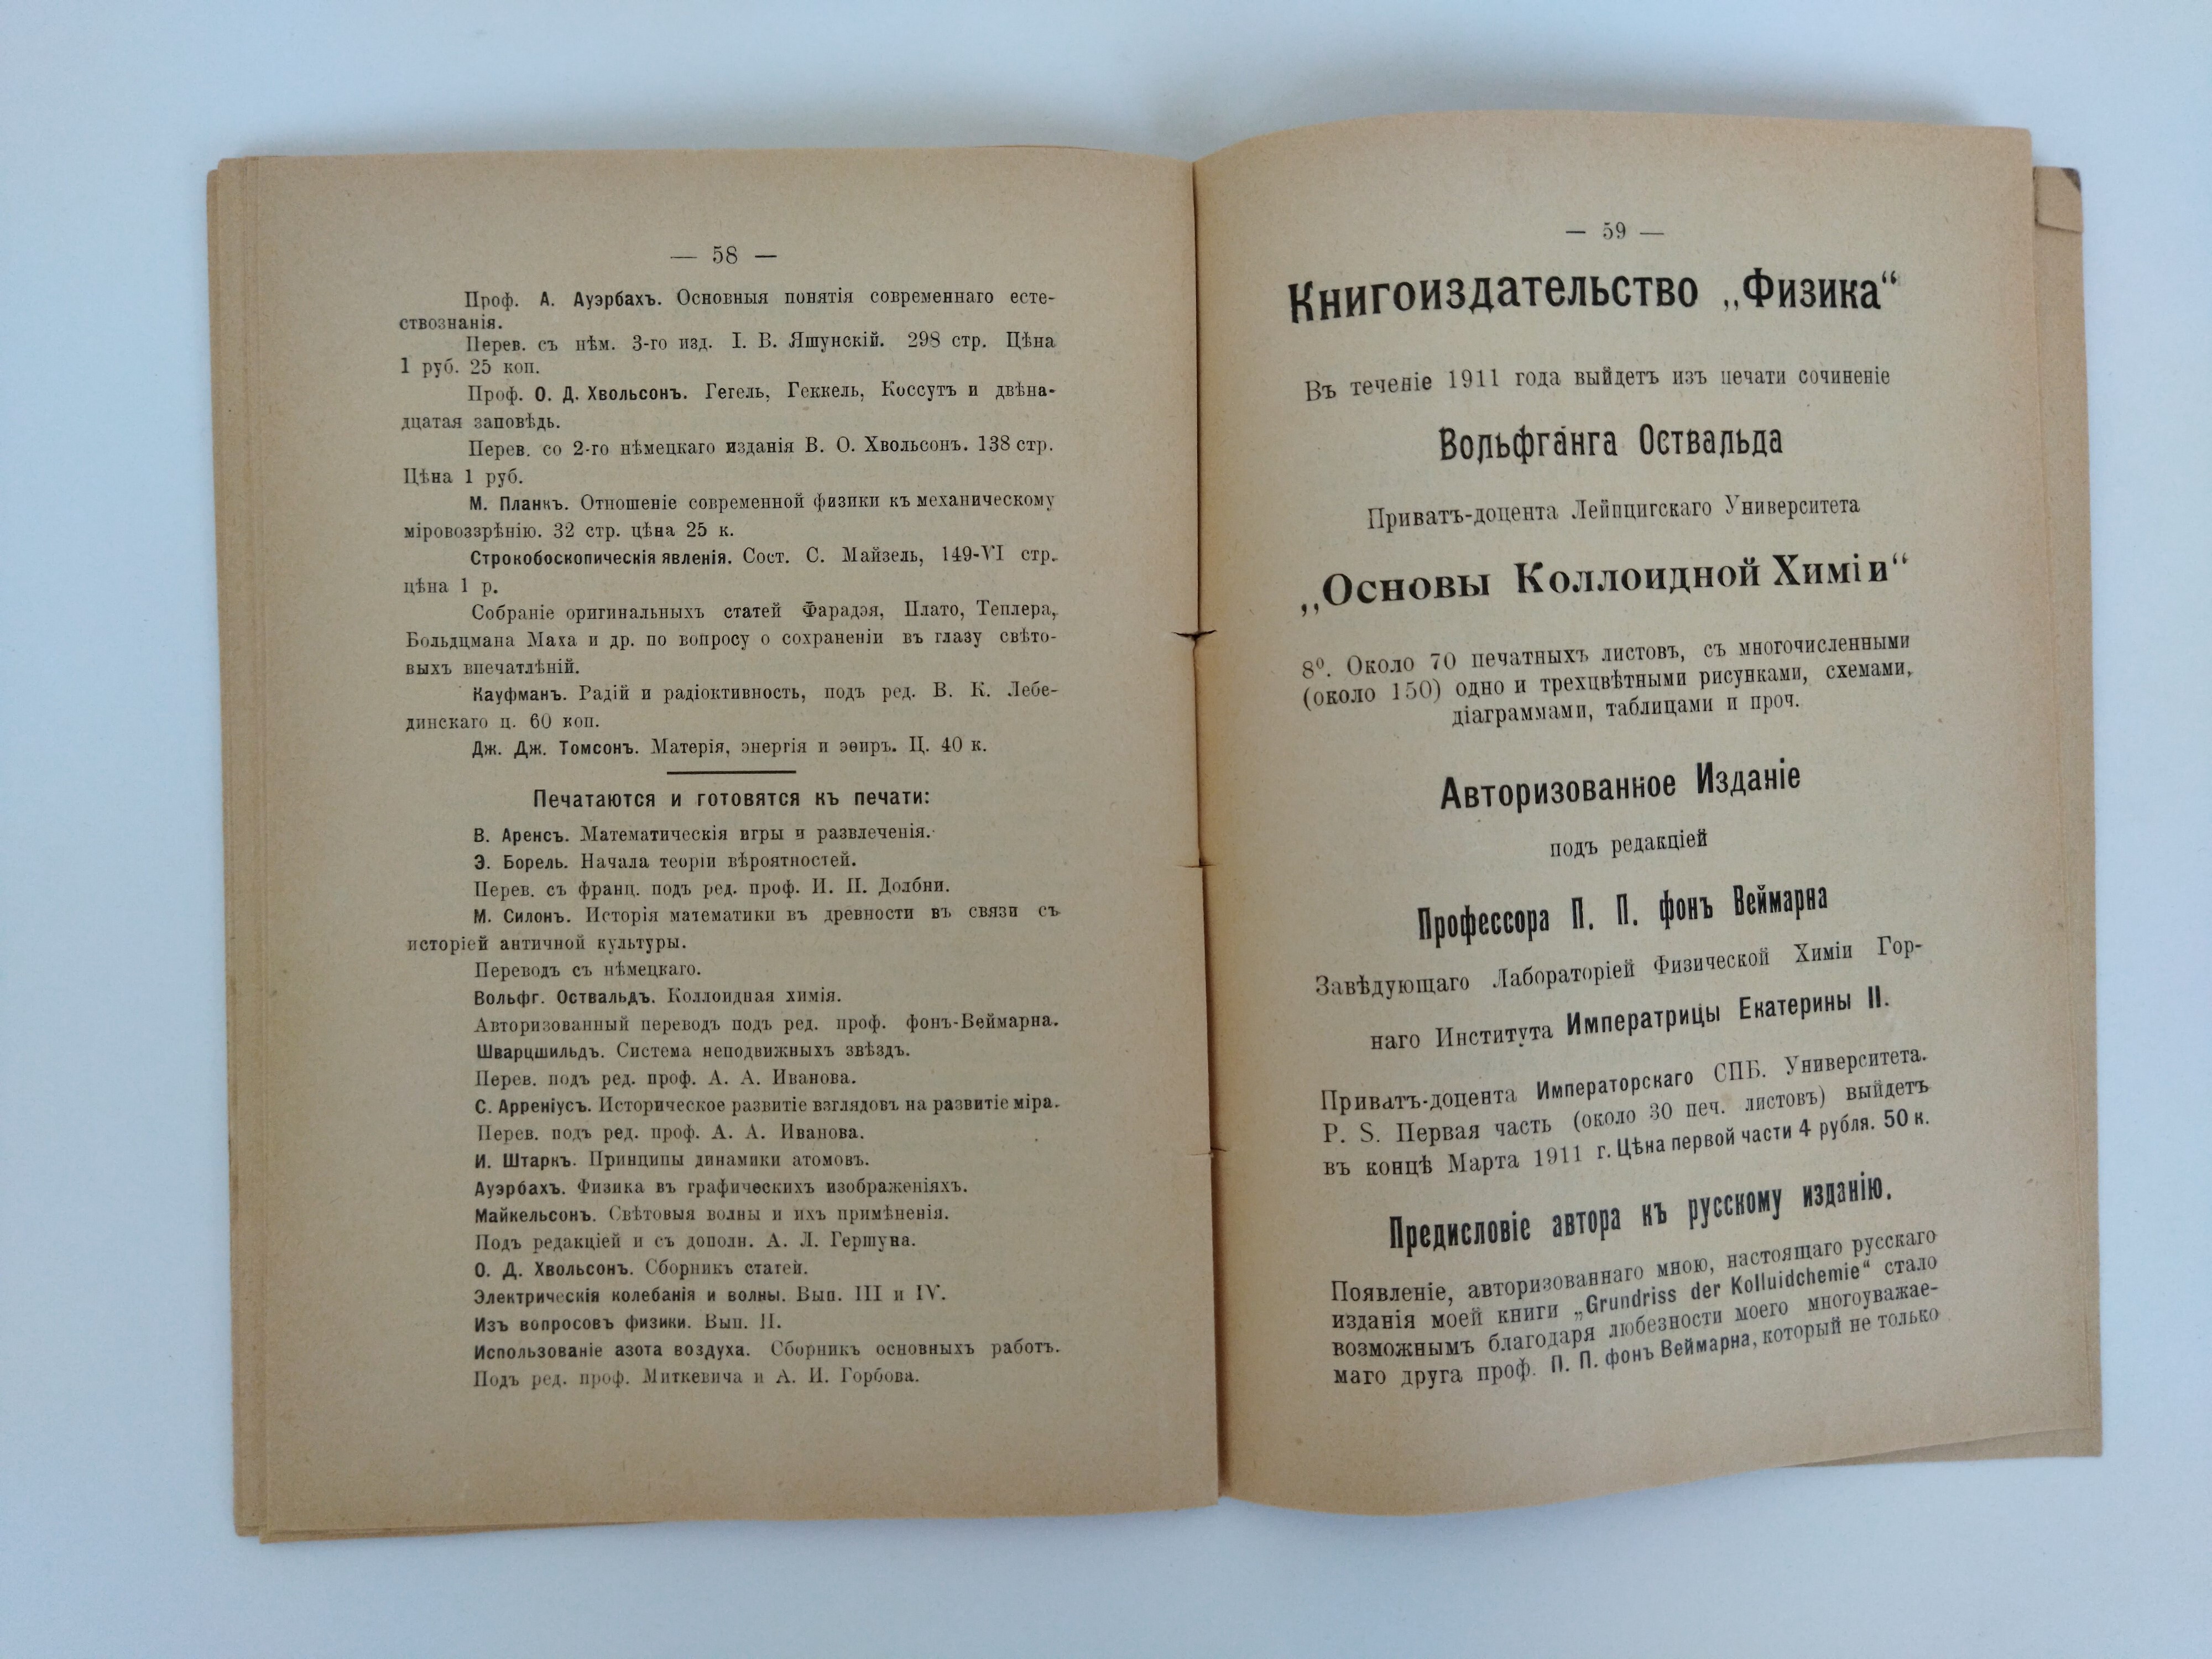 — 58 —
Проф. А. Ауэрбахъ. Основныя понятія современнаго есте-
ствознанія.
Перев. съ нѣм. 3-го изд. І. В. Яшунскій. 298 стр. Цѣна
1 руб. 25 коп.
Проф. О. Д. Хвольсонъ. Гегель, Геккель, Коссутъ и двѣна-
дцатая заповѣдь.
Перев. со 2-го нѣмецкаго изданія В. О. Хвольсонъ. 138 стр.
Цѣна 1 руб.
М. Планкъ. Отношеніе современной физики къ механическому
міровоззрѣнію. 32 стр. цѣна 25 к.
Строкобоскопическія явленія. Сост. С. Майзель, 149-VI стр.
цѣна 1 р.
Собраніе оригинальныхъ статей Фарадэя, Плато, Теплера,
Больдцмана Маха и др. по вопросу о сохраненіи въ глазу свѣто-
выхъ впечатлѣній.
Кауфманъ. Радій и радіоктивность, подъ ред. В. К. Лебе-
динскаго ц. 60 коп.
Дж. Дж. Томсонъ. Матерія, энергія и эѳиръ. Ц. 40 к.
Печатаются и готовятся къ печати:
В. Аренсъ. Математическія игры и развлеченія.
Э. Борель. Начала теоріи вѣроятностей.
Перев. съ франц. подъ ред. проф. И. П. Долбни.
М. Силонъ. Исторія математики въ древности въ связи съ
исторіей античной культуры.
Переводъ съ нѣмецкаго.
Вольфг. Оствальдъ. Коллоидная химія.
Авторизованный переводъ подъ ред. проф. фонъ-Веймарна.
Шварцшильдъ. Система неподвижныхъ звѣздъ.
Перев. подъ ред. проф. А. А. Иванова.
С. Арреніусъ. Историческое развитіе взглядовъ на развитіе міра.
Перев. подъ ред. проф. А. А. Иванова.
И. Штаркъ. Принципы динамики атомовъ.
Ауэрбахъ. Физика въ графическихъ изображеніяхъ.
Майкельсонъ. Свѣтовыя волны и ихъ примѣненія.
Подъ редакціей и съ дополн. А. Л. Гершуна.
О. Д. Хвольсонъ. Сборникъ статей.
Электрическія колебанія и волны. Вып. III и IV.
Изъ вопросовъ физики. Вып. II.
Использованіе азота воздуха. Сборникъ основныхъ работъ.
Подъ ред. проф. Миткевича и А. И. Горбова.
— 59 —
Книгоиздательство „Физика“
Въ теченіе 1911 года выйдетъ изъ печати сочиненіе
Вольфганга Оствальда
Приватъ-доцента Лейпцигскаго Университета
„Основы Коллоидной Химіи“
8⁰. Около 70 печатныхъ листовъ, съ многочисленными
(около 150) одно и трехцвѣтными рисунками, схемами,
діаграммами, таблицами и проч.
Авторизованное Изданіе
подъ редакціей
Профессора П. П. фонъ Веймарна
Завѣдующаго Лабораторіей Физической Химіи Гор-
наго Института Императрицы Екатерины II.
Приватъ-доцента Императорскаго СПБ. Университета.
P. S. Первая часть (около 30 печ. листовъ) выйдетъ
въ концѣ Марта 1911 г. Цѣна первой части 4 рубля. 50 к.
Предисловіе автора къ русскому изданію.
Появленіе, авторизованнаго мною, настоящаго русскаго
изданія моей книги „Grundriss der Kolluidchemie“ стало
возможнымъ благодаря любезности моего многоуважае-
маго друга проф. П. П. фонъ Веймарна, который не только